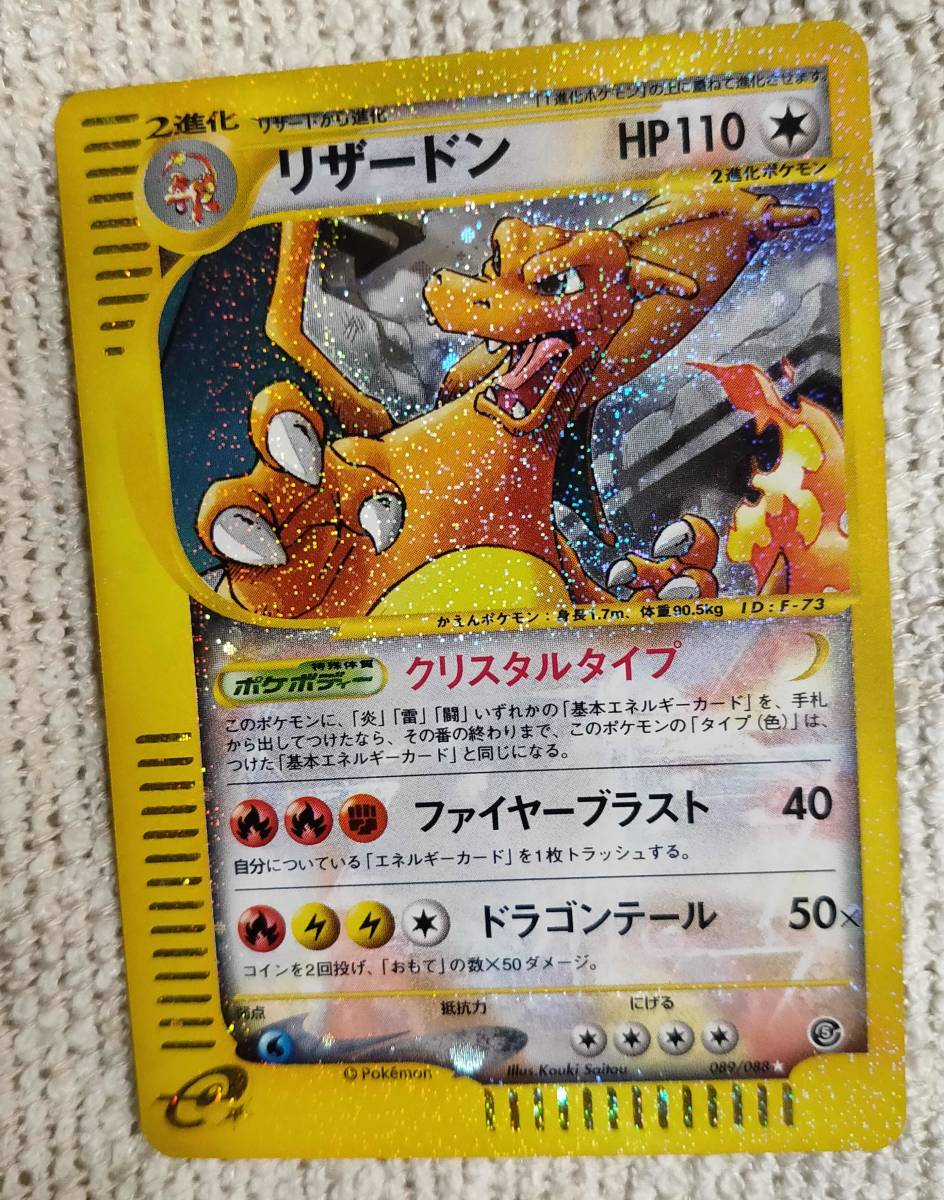 2進化 リザードから進化 「1進化ポケモン」の上に重ねて進化させます。
リザードン HP110
2進化ポケモン
かえんポケモン：身長1.7m、体重90.5kg ID:F-73
特殊体質
ポケボディー クリスタルタイプ
このポケモンに、「炎」「雷」「闘」いずれかの「基本エネルギーカード」を、手札
から出してつけたなら、その番の終わりまで、このポケモンの「タイプ（色）」は、
つけた「基本エネルギーカード」と同じになる。
ファイヤーブラスト 40
自分についている「エネルギーカード」を1枚トラッシュする。
ドラゴンテール 50×
コインを2回投げ、「おもて」の数×50ダメージ。
弱点 抵抗力 にげる
©Pokémon Illus.Kouki Saitou 089/088★
e